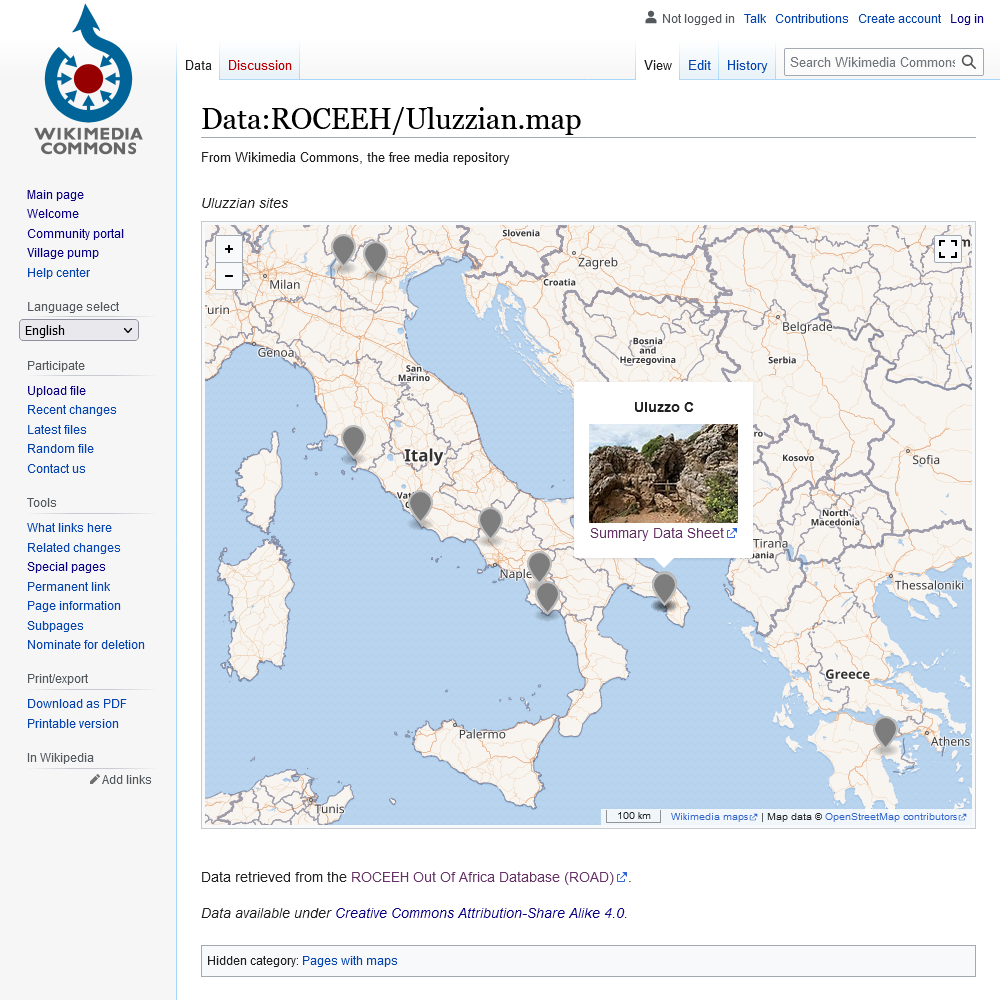 Not logged in Talk Contributions Create account Log in
WIKIMEDIA
COMMONS
Data Discussion View Edit History Search Wikimedia Commons
Data:ROCEEH/Uluzzian.map
From Wikimedia Commons, the free media repository
Main page
Welcome
Community portal
Village pump
Help center
Language select
English
Participate
Upload file
Recent changes
Latest files
Random file
Contact us
Tools
What links here
Related changes
Special pages
Permanent link
Page information
Subpages
Nominate for deletion
Print/export
Download as PDF
Printable version
In Wikipedia
Add links
Uluzzian sites
+
−
Slovenia
Zagreb
Croatia
Milan
urin
Belgrade
Genoa
Bosnia
and
Herzegovina
Serbia
San
Marino
Uluzzo C
Italy
Kosovo
Sofia
North
Macedonia
Summary Data Sheet
Tirana
Naple
Thessaloniki
Greece
Palermo
Athens
Tunis
100 km
Wikimedia maps | Map data © OpenStreetMap contributors
Data retrieved from the ROCEEH Out Of Africa Database (ROAD).
Data available under Creative Commons Attribution-Share Alike 4.0.
Hidden category: Pages with maps